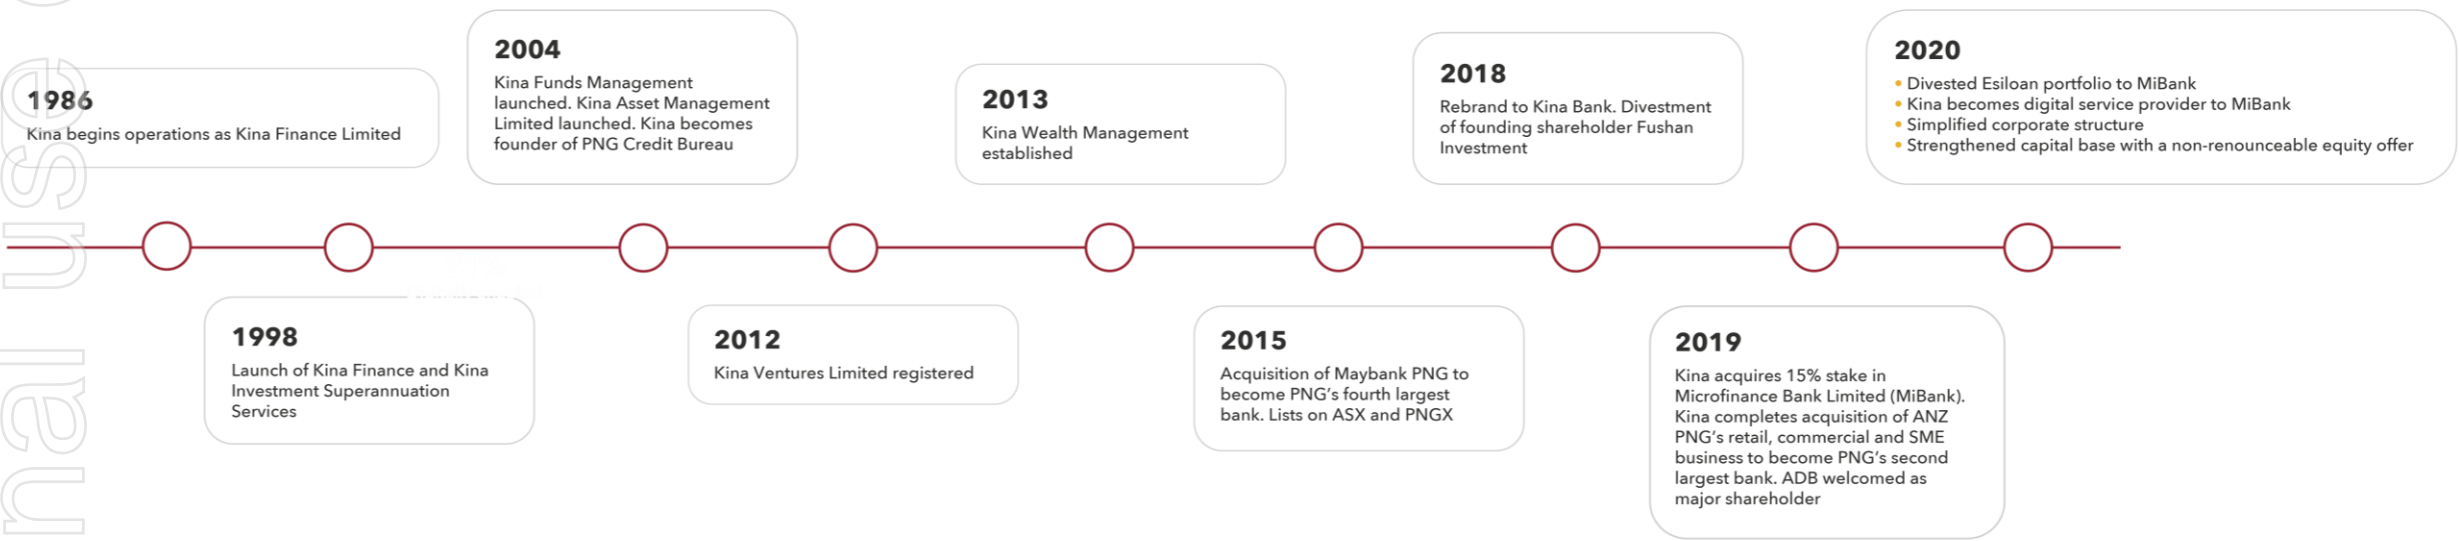 1986
Kina begins operations as Kina Finance Limited
1998
Launch of Kina Finance and Kina
Investment Superannuation
Services
2004
Kina Funds Management
launched. Kina Asset Management
Limited launched. Kina becomes
founder of PNG Credit Bureau
2012
Kina Ventures Limited registered
2013
Kina Wealth Management
established
2015
Acquisition of Maybank PNG to
become PNG's fourth largest
bank. Lists on ASX and PNGX
2018
Rebrand to Kina Bank. Divestment
of founding shareholder Fushan
Investment
2019
Kina acquires 15% stake in
Microfinance Bank Limited (MiBank).
Kina completes acquisition of ANZ
PNG's retail, commercial and SME
business to become PNG's second
largest bank. ADB welcomed as
major shareholder
2020
• Divested Esiloan portfolio to MiBank
• Kina becomes digital service provider to MiBank
• Simplified corporate structure
• Strengthened capital base with a non-renounceable equity offer
nal use